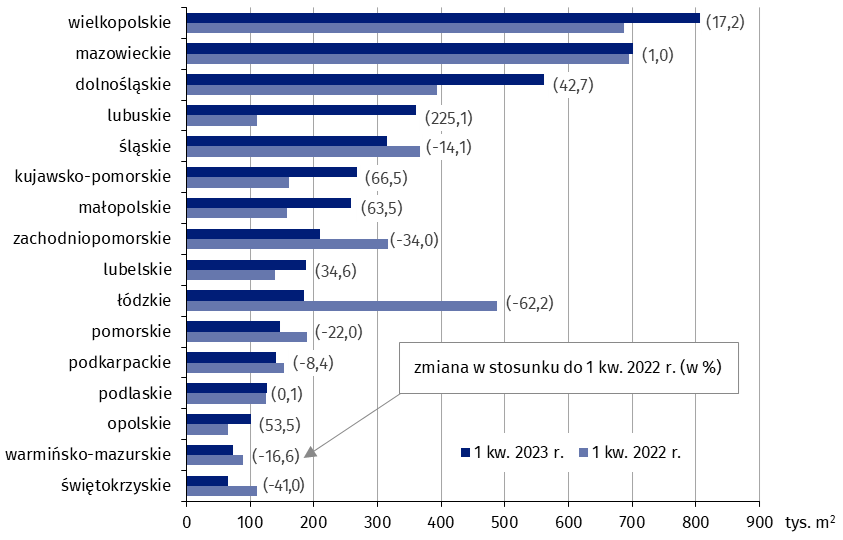 wielkopolskie (17,2)
mazowieckie (1,0)
dolnośląskie (42,7)
lubuskie (225,1)
śląskie (-14,1)
kujawsko-pomorskie (66,5)
małopolskie (63,5)
zachodniopomorskie (-34,0)
lubelskie (34,6)
łódzkie (-62,2)
pomorskie (-22,0)
podkarpackie (-8,4)
zmiana w stosunku do 1 kw. 2022 r. (w %)
podlaskie (0,1)
opolskie (53,5)
warmińsko-mazurskie (-16,6)
1 kw. 2023 r. 1 kw. 2022 r.
świętokrzyskie (-41,0)
0 100 200 300 400 500 600 700 800 900 tys. m²